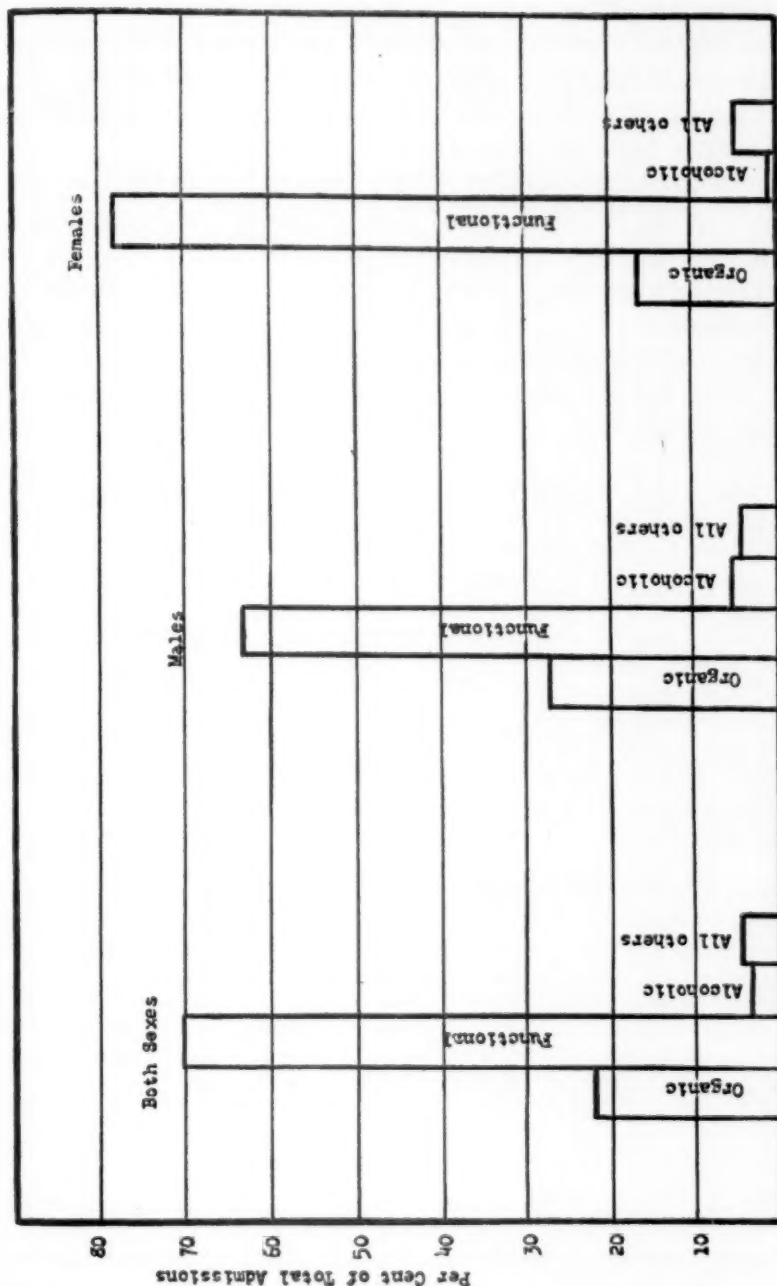 Per Cent of Total Admissions
80
70
60
50
40
30
20
10
Both Sexes
Organic
Functional
Alcoholic
All others
Males
Organic
Functional
Alcoholic
All others
Females
Organic
Functional
Alcoholic
All others